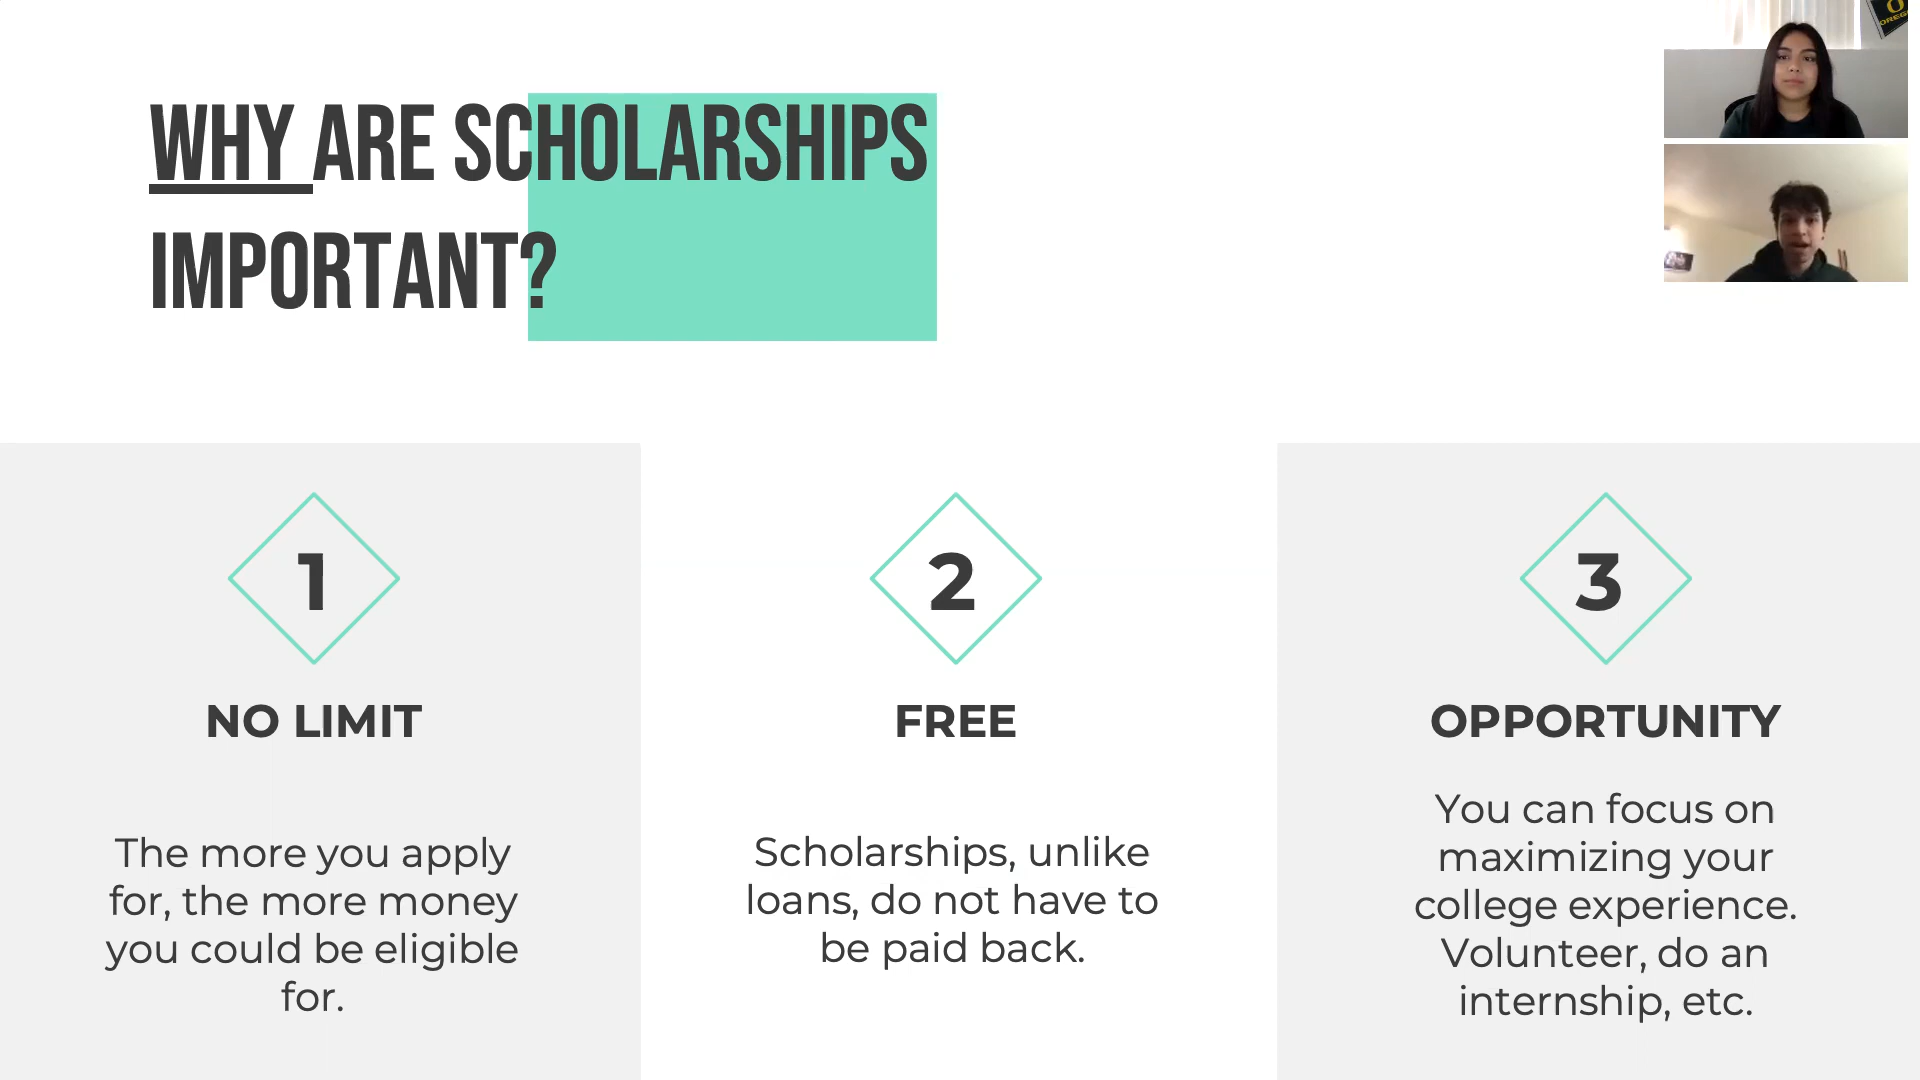 WHY ARE SCHOLARSHIPS
IMPORTANT?
1
NO LIMIT
The more you apply
for, the more money
you could be eligible
for.
2
FREE
Scholarships, unlike
loans, do not have to
be paid back.
3
OPPORTUNITY
You can focus on
maximizing your
college experience.
Volunteer, do an
internship, etc.
O